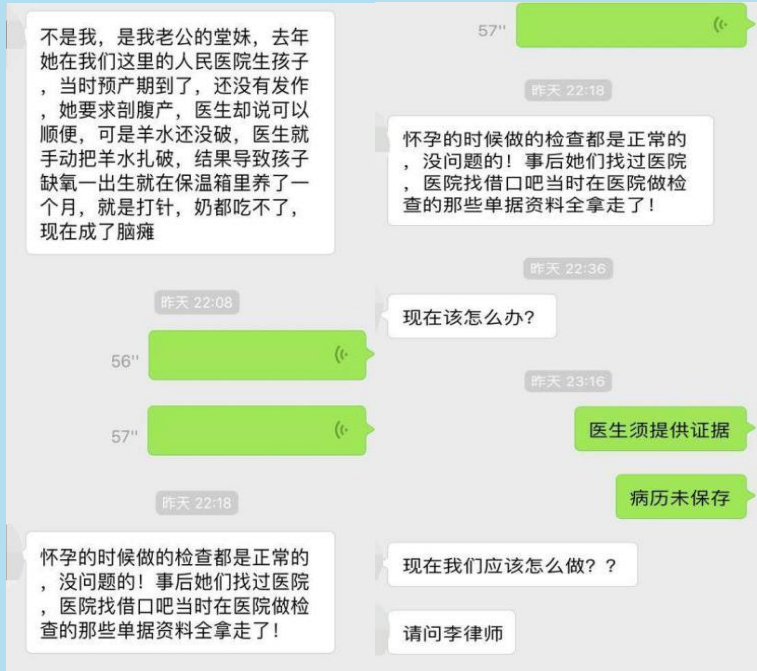 不是我，是我老公的堂妹，去年
她在我们这里的人民医院生孩子
，当时预产期到了，还没有发作
，她要求剖腹产，医生却说可以
顺便，可是羊水还没破，医生就
手动把羊水扎破，结果导致孩子
缺氧一出生就在保温箱里养了一
个月，就是打针，奶都吃不了，
现在成了脑瘫
昨天 22:08
56''
57''
昨天 22:18
怀孕的时候做的检查都是正常的
，没问题的！事后她们找过医院
，医院找借口吧当时在医院做检
查的那些单据资料全拿走了！
57''
昨天 22:18
怀孕的时候做的检查都是正常的
，没问题的！事后她们找过医院
，医院找借口吧当时在医院做检
查的那些单据资料全拿走了！
昨天 22:36
现在该怎么办？
昨天 23:16
医生须提供证据
病历未保存
现在我们应该怎么做？？
请问李律师